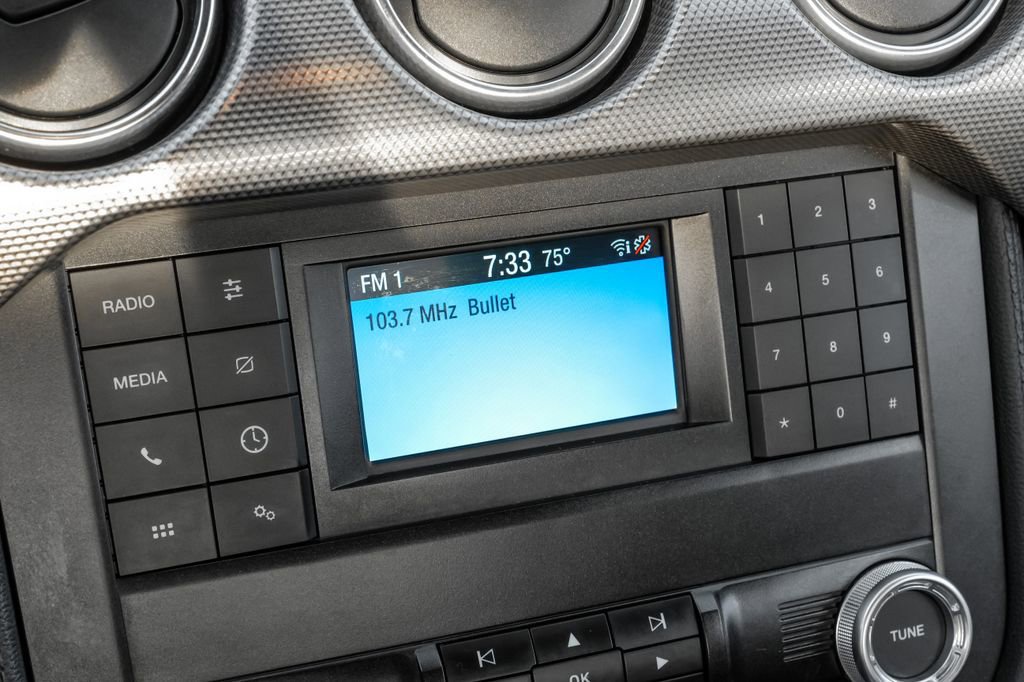 FM 1 7:33 75°
103.7 MHz Bullet
RADIO
MEDIA
1 2 3
4 5 6
7 8 9
* 0 #
OK
TUNE